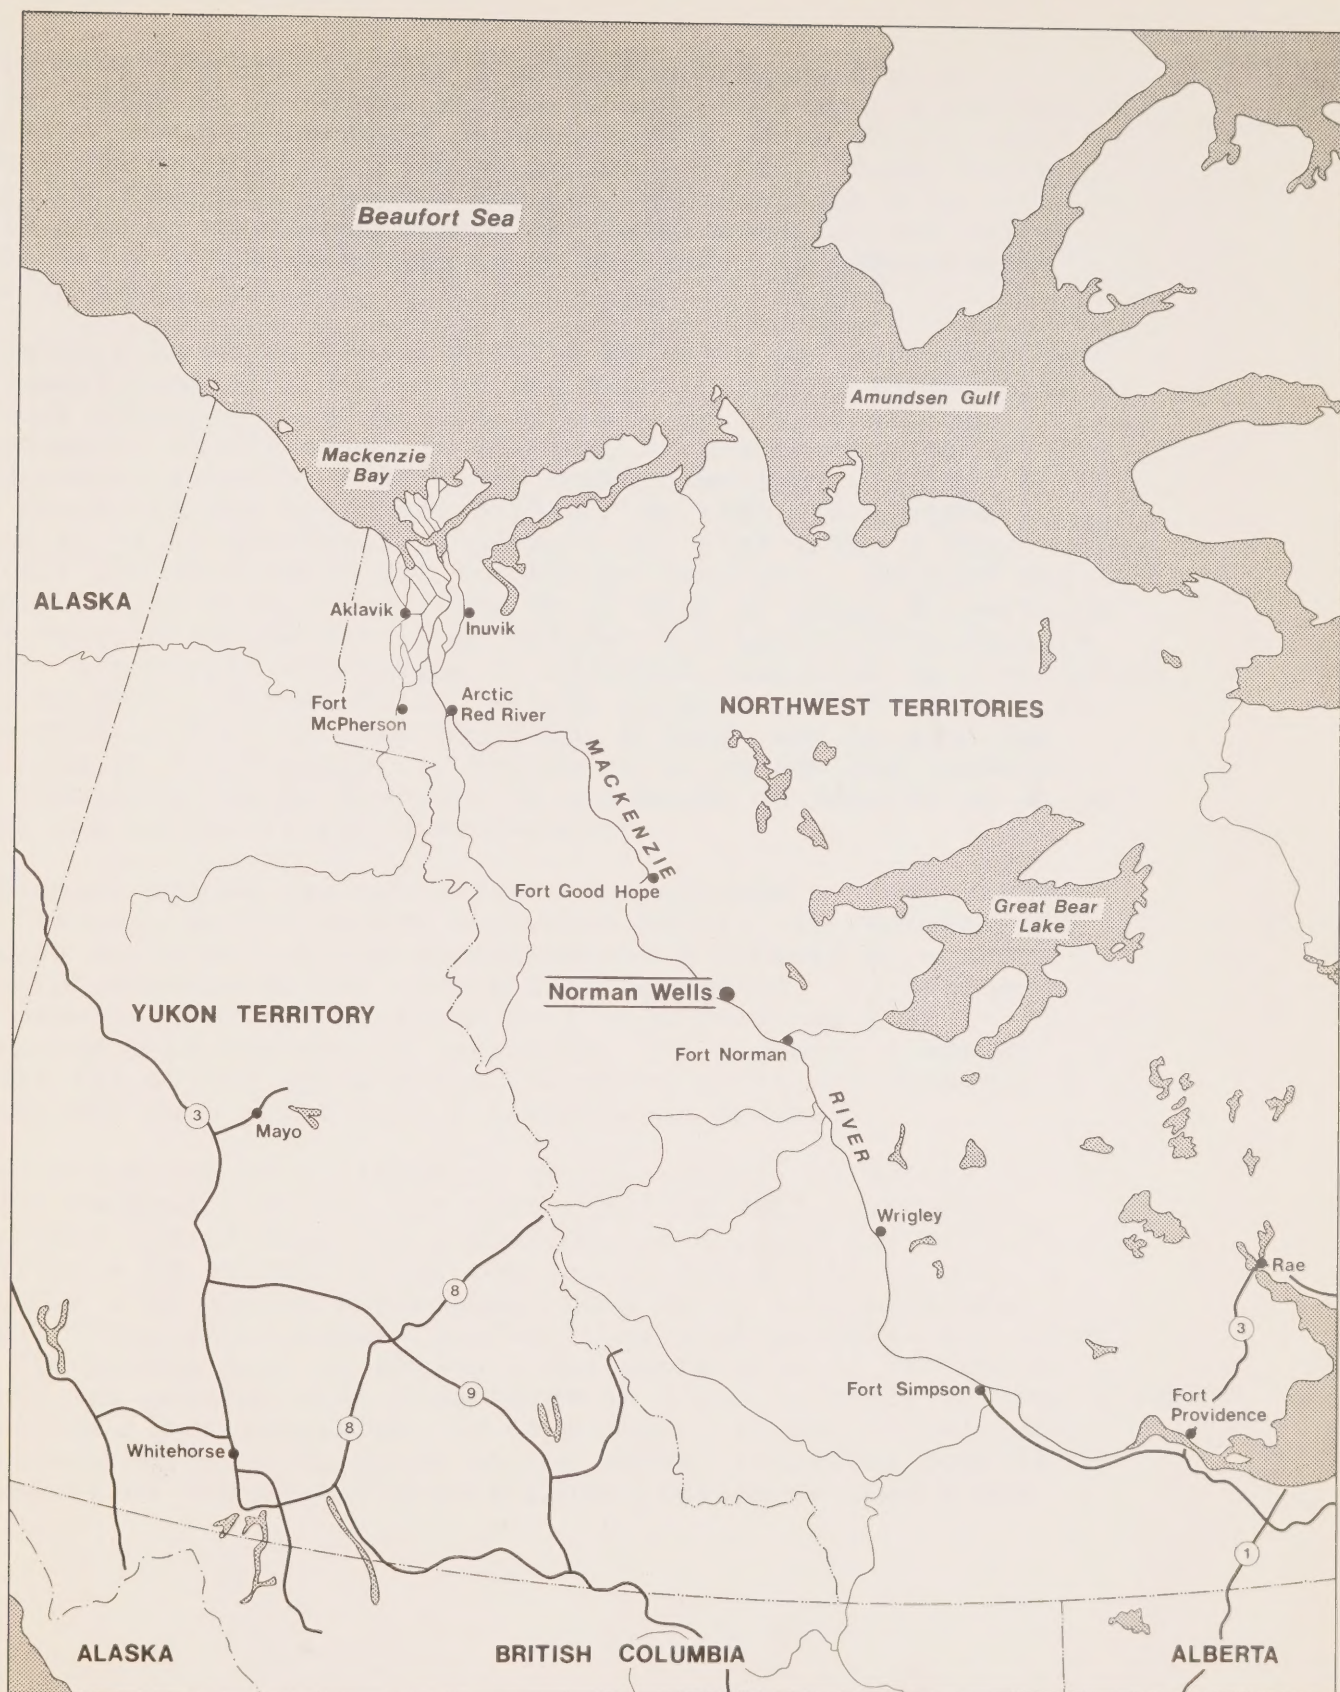 Beaufort Sea
Amundsen Gulf
Mackenzie
Bay
ALASKA
Aklavik
Inuvik
Fort
McPherson
Arctic
Red River
NORTHWEST TERRITORIES
MACKENZIE
Fort Good Hope
Great Bear
Lake
Norman Wells
YUKON TERRITORY
Fort Norman
RIVER
3
Mayo
Wrigley
Rae
8
3
9
Fort Simpson
Fort
Providence
8
Whitehorse
1
ALASKA
BRITISH COLUMBIA
ALBERTA